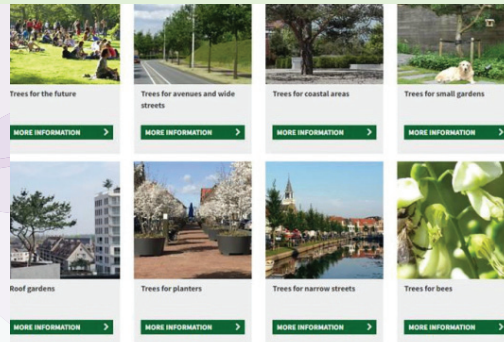 Trees for the future
Trees for avenues and wide
streets
Trees for coastal areas
Trees for small gardens
MORE INFORMATION
MORE INFORMATION
MORE INFORMATION
MORE INFORMATION
Roof gardens
Trees for planters
Trees for narrow streets
Trees for bees
MORE INFORMATION
MORE INFORMATION
MORE INFORMATION
MORE INFORMATION